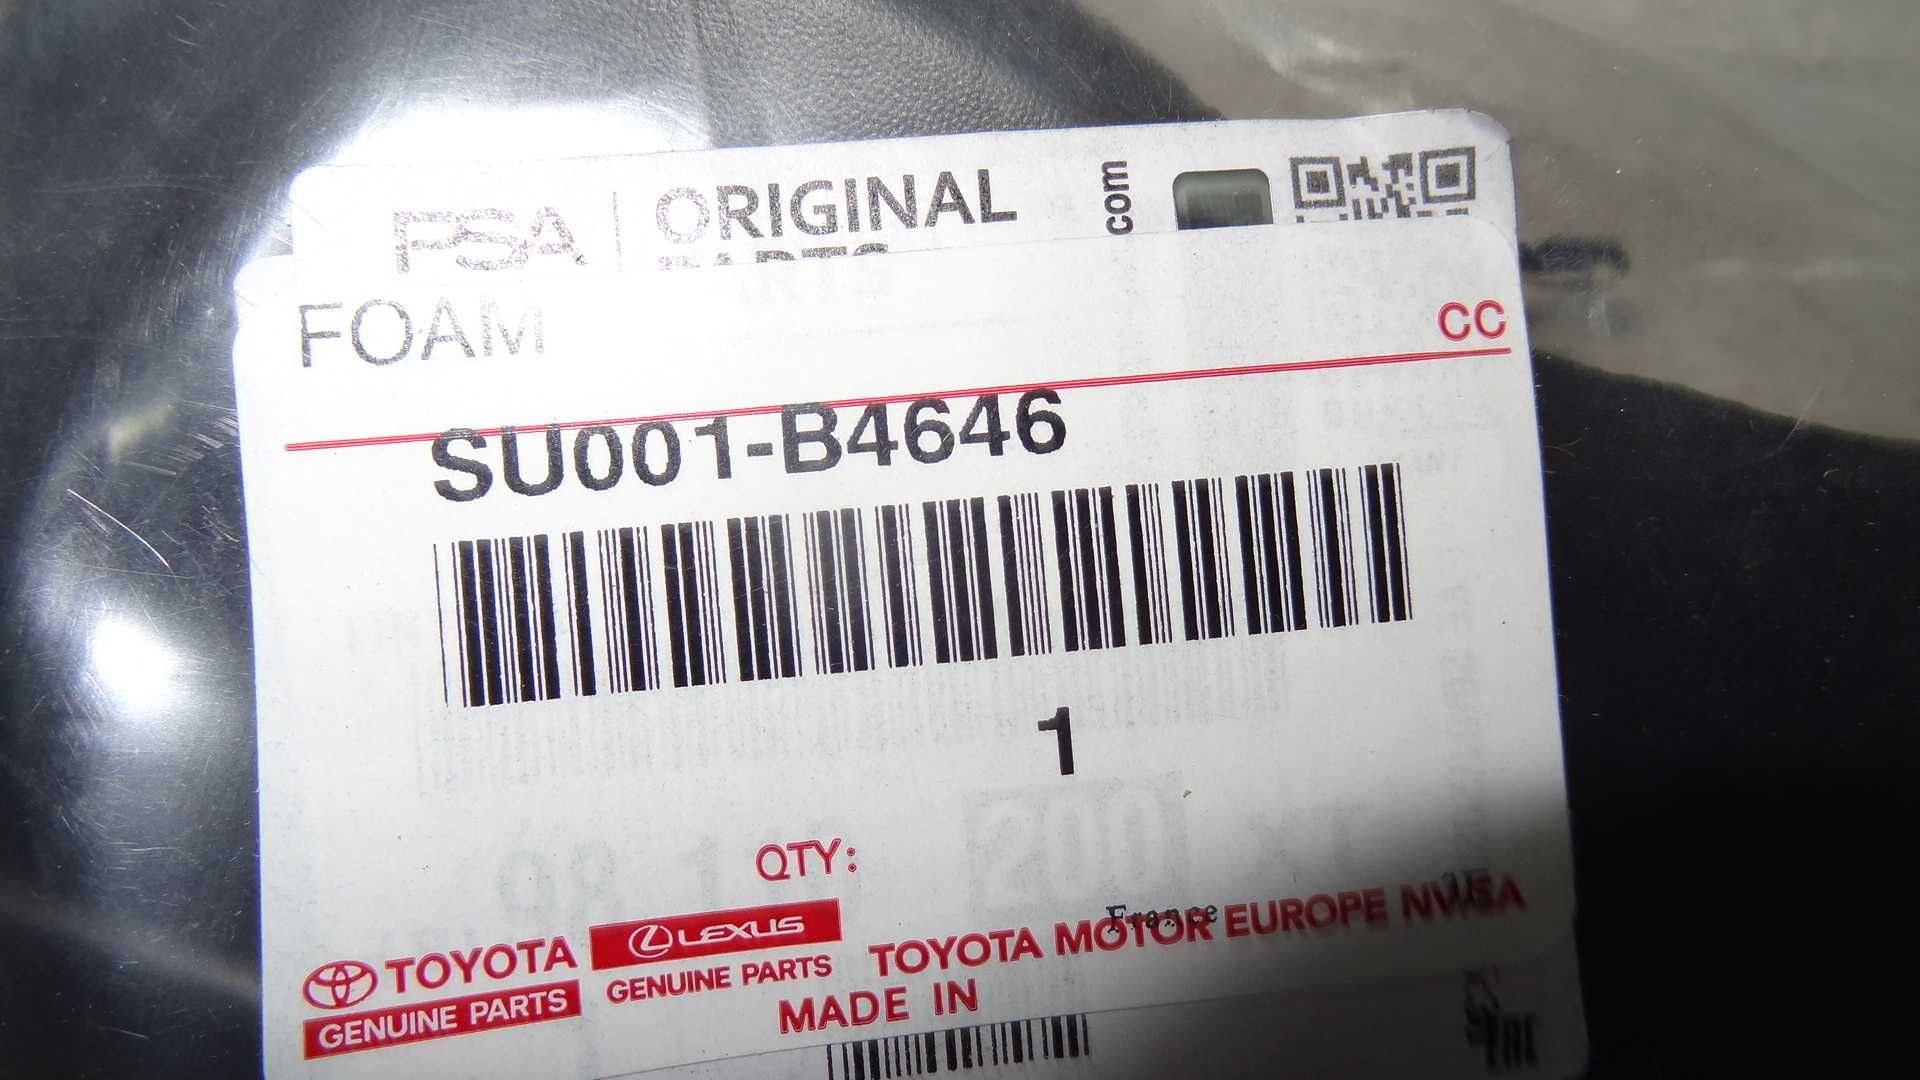 PSA ORIGINAL
PARTS
com
FOAM
CC
SU001-B4646
1
QTY:
TOYOTA
GENUINE PARTS
LEXUS
GENUINE PARTS
TOYOTA MOTOR EUROPE NV/SA
France
MADE IN